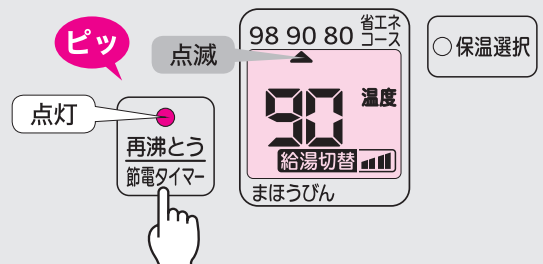 ピッ
点滅
98 90 80 省エネコース
保温選択
点灯
90 温度
給湯切替
再沸とう
節電タイマー
まほうびん